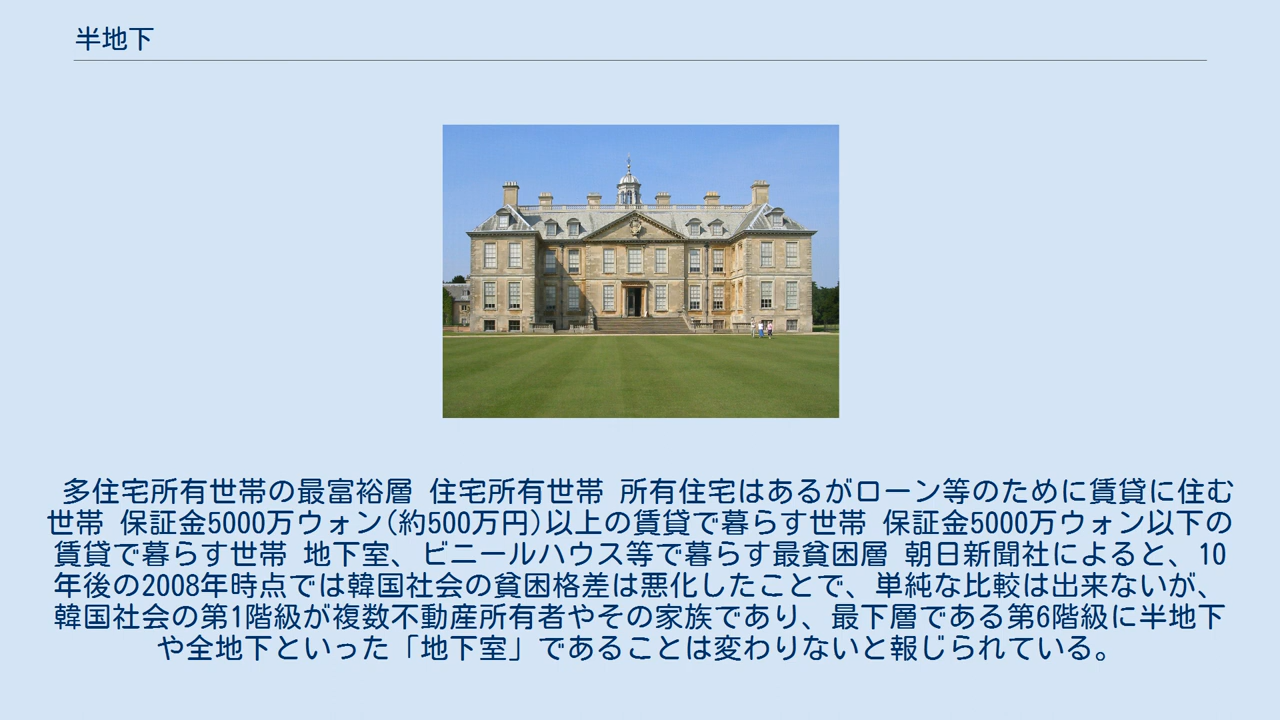 半地下
多住宅所有世帯の最富裕層 住宅所有世帯 所有住宅はあるがローン等のために賃貸に住む
世帯 保証金5000万ウォン(約500万円)以上の賃貸で暮らす世帯 保証金5000万ウォン以下の
賃貸で暮らす世帯 地下室、ビニールハウス等で暮らす最貧困層 朝日新聞社によると、10
年後の2008年時点では韓国社会の貧困格差は悪化したことで、単純な比較は出来ないが、
韓国社会の第1階級が複数不動産所有者やその家族であり、最下層である第6階級に半地下
や全地下といった「地下室」であることは変わりないと報じられている。